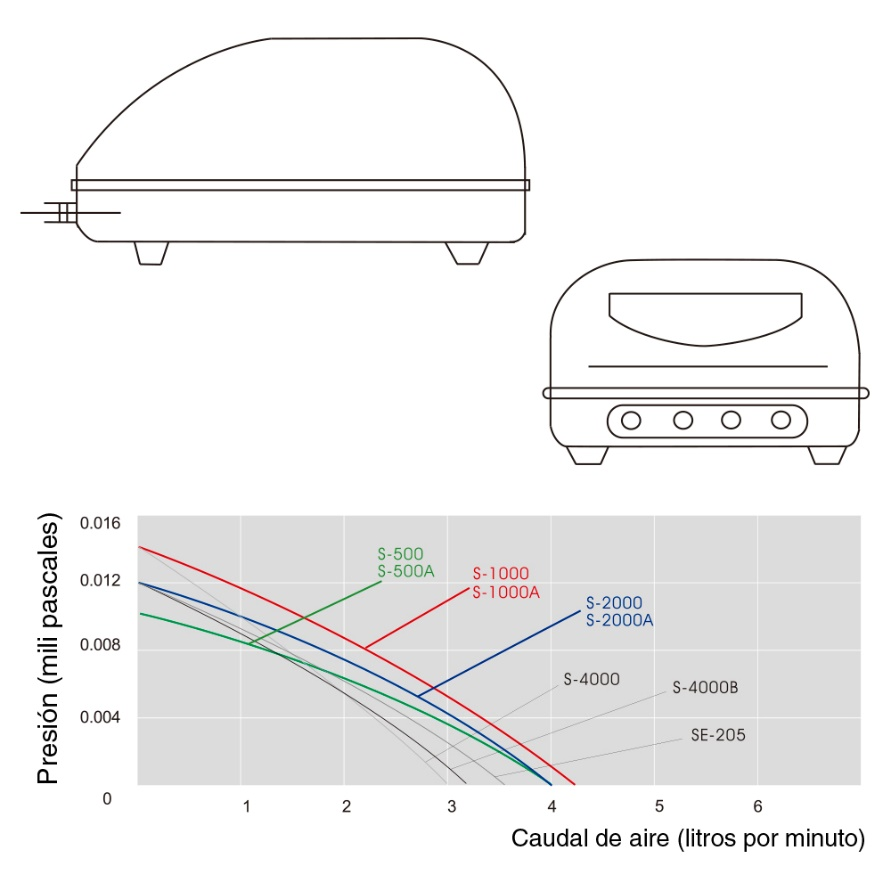 Presión (mili pascales)
0.016
0.012
0.008
0.004
0
S-500
S-500A
S-1000
S-1000A
S-2000
S-2000A
S-4000
S-4000B
SE-205
1 2 3 4 5 6
Caudal de aire (litros por minuto)